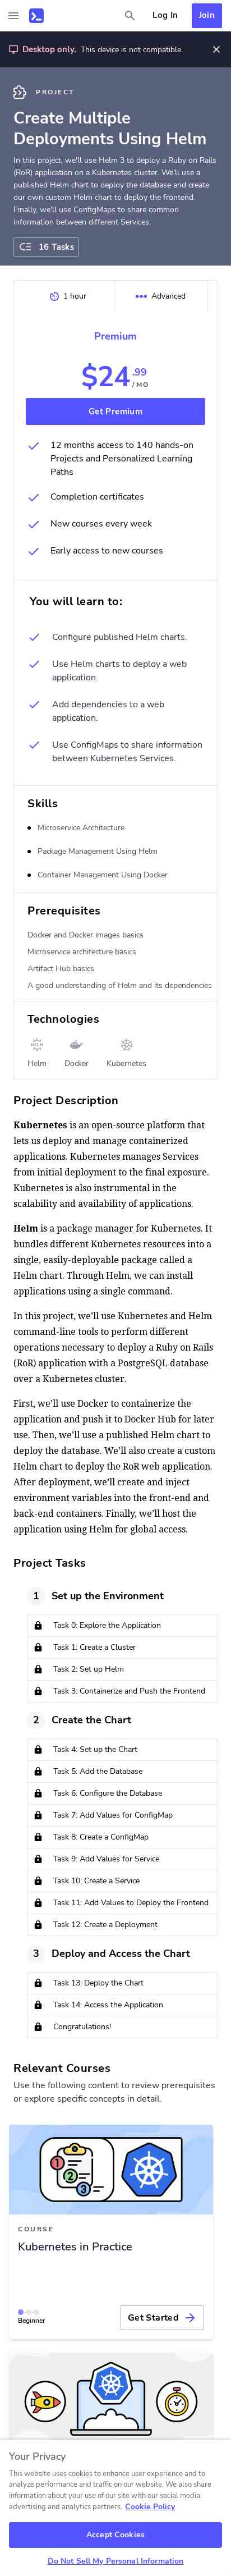 Log In
Join
Desktop only. This device is not compatible.
PROJECT
Create Multiple
Deployments Using Helm
In this project, we'll use Helm 3 to deploy a Ruby on Rails
(RoR) application on a Kubernetes cluster. We'll use a
published Helm chart to deploy the database and create
our own custom Helm chart to deploy the frontend.
Finally, we'll use ConfigMaps to share common
information between different Services.
16 Tasks
1 hour
Advanced
Premium
$24 .99 /MO
Get Premium
12 months access to 140 hands-on
Projects and Personalized Learning
Paths
Completion certificates
New courses every week
Early access to new courses
You will learn to:
Configure published Helm charts.
Use Helm charts to deploy a web
application.
Add dependencies to a web
application.
Use ConfigMaps to share information
between Kubernetes Services.
Skills
Microservice Architecture
Package Management Using Helm
Container Management Using Docker
Prerequisites
Docker and Docker images basics
Microservice architecture basics
Artifact Hub basics
A good understanding of Helm and its dependencies
Technologies
HELM
Helm
Docker
Kubernetes
Project Description
Kubernetes is an open-source platform that
lets us deploy and manage containerized
applications. Kubernetes manages Services
from initial deployment to the final exposure.
Kubernetes is also instrumental in the
scalability and availability of applications.
Helm is a package manager for Kubernetes. It
bundles different Kubernetes resources into a
single, easily-deployable package called a
Helm chart. Through Helm, we can install
applications using a single command.
In this project, we'll use Kubernetes and Helm
command-line tools to perform different
operations necessary to deploy a Ruby on Rails
(RoR) application with a PostgreSQL database
over a Kubernetes cluster.
First, we'll use Docker to containerize the
application and push it to Docker Hub for later
use. Then, we'll use a published Helm chart to
deploy the database. We'll also create a custom
Helm chart to deploy the RoR web application.
After deployment, we'll create and inject
environment variables into the front-end and
back-end containers. Finally, we'll host the
application using Helm for global access.
Project Tasks
1 Set up the Environment
Task 0: Explore the Application
Task 1: Create a Cluster
Task 2: Set up Helm
Task 3: Containerize and Push the Frontend
2 Create the Chart
Task 4: Set up the Chart
Task 5: Add the Database
Task 6: Configure the Database
Task 7: Add Values for ConfigMap
Task 8: Create a ConfigMap
Task 9: Add Values for Service
Task 10: Create a Service
Task 11: Add Values to Deploy the Frontend
Task 12: Create a Deployment
3 Deploy and Access the Chart
Task 13: Deploy the Chart
Task 14: Access the Application
Congratulations!
Relevant Courses
Use the following content to review prerequisites
or explore specific concepts in detail.
1
2
3
COURSE
Kubernetes in Practice
Beginner
Get Started
Your Privacy
This website uses cookies to enhance user experience and to
analyze performance and traffic on our website. We also share
information about your use of our site with our social media,
advertising and analytics partners. Cookie Policy
Accept Cookies
Do Not Sell My Personal Information